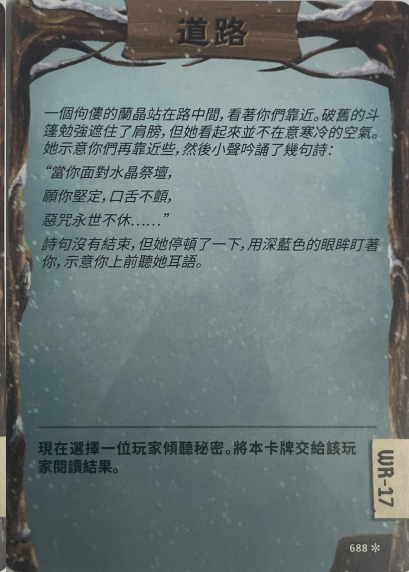 道路
一個佝僂的蘭晶站在路中間，看著你們靠近。破舊的斗
篷勉強遮住了肩膀，但她看起來並不在意寒冷的空氣。
她示意你們再靠近些，然後小聲吟誦了幾句詩：
“當你面對水晶祭壇，
願你堅定，口舌不顫，
惡咒永世不休……”
詩句沒有結束，但她停頓了一下，用深藍色的眼眸盯著
你，示意你上前聽她耳語。
現在選擇一位玩家傾聽秘密。將本卡牌交給該玩
家閱讀結果。
WR-17
688